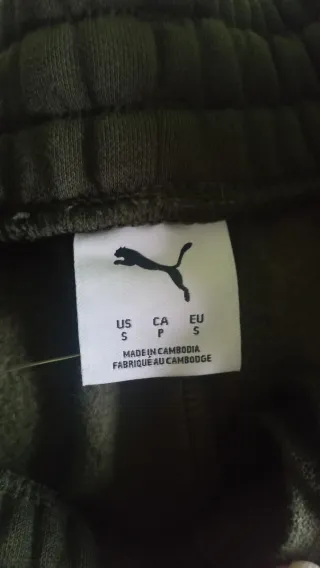 US CA EU
S P S
MADE IN CAMBODIA
FABRIQUÉ AU CAMBODGE